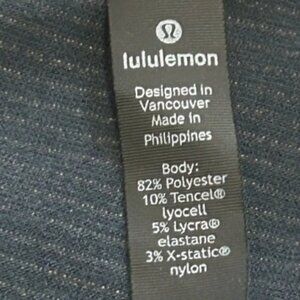 lululemon
Designed in
Vancouver
Made in
Philippines
Body:
82% Polyester
10% Tencel®
lyocell
5% Lycra®
elastane
3% X-static®
nylon